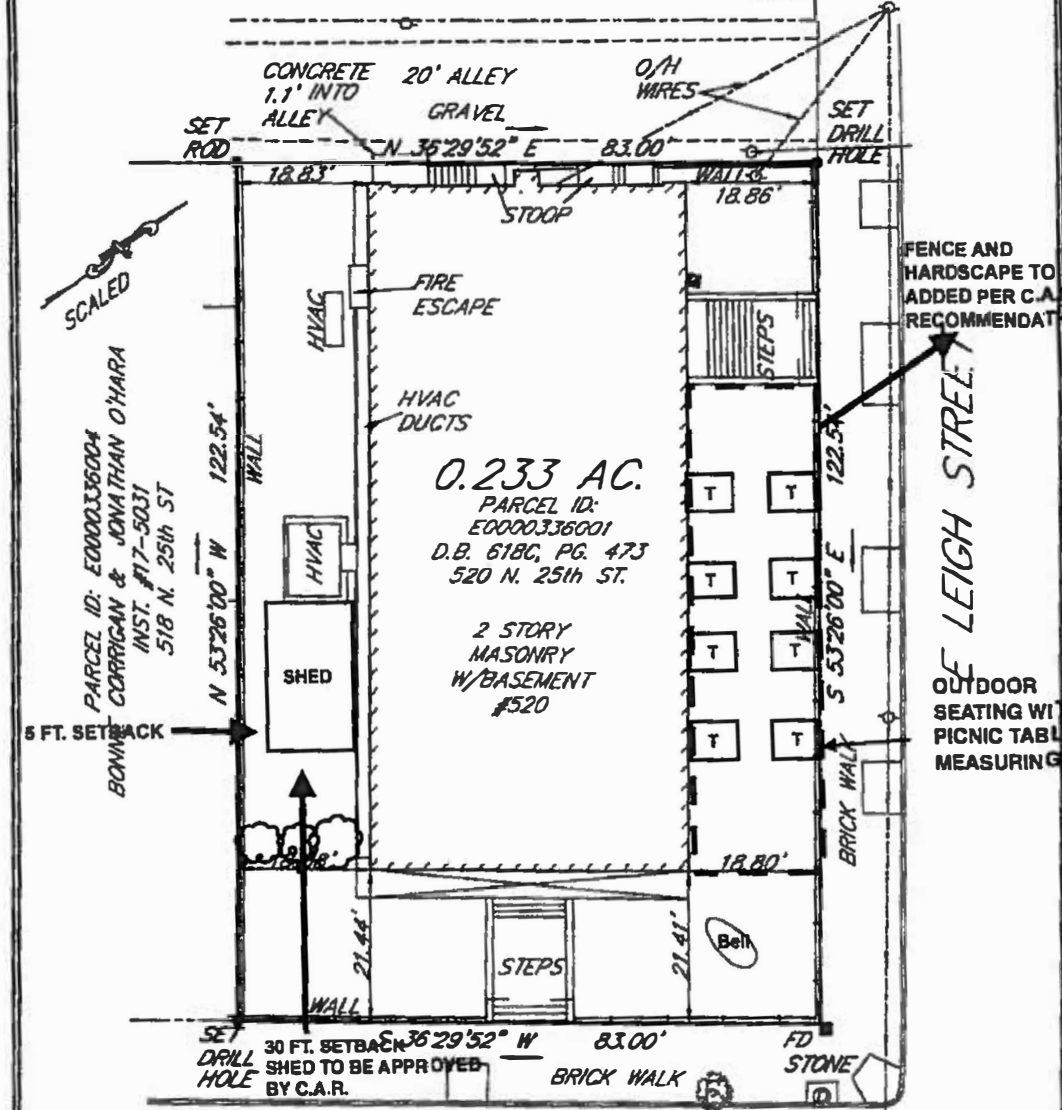 CONCRETE
1.1' INTO
ALLEY
20' ALLEY
GRAVEL
O/H
WIRES
SET
ROD
N 36°29'52" E
83.00'
SET
DRILL
HOLE
18.83'
WALL
18.86'
STOOP
SCALED
FIRE
ESCAPE
HVAC
STEPS
FENCE AND
HARDSCAPE TO
ADDED PER C.A
RECOMMENDAT
HVAC
DUCTS
PARCEL ID: E0000336004
CORRIGAN & JONATHAN O'HARA
INST. #17-5031
518 N. 25th ST
N 53°26'00" W
122.54'
WALL
0.233 AC.
PARCEL ID:
E0000336001
D.B. 618C, PG. 473
520 N. 25th ST.
2 STORY
MASONRY
W/BASEMENT
#520
HVAC
SHED
T T
T T
T T
T T
122.54'
S 53°26'00" E
WALL
E LEIGH STREET
OUTDOOR
SEATING WIT
PICNIC TABL
MEASURING
5 FT. SETBACK
BRICK WALK
18.80'
21.44'
STEPS
21.41'
Bell
WALL
SET
DRILL
HOLE
S 36°29'52" W
83.00'
FD
STONE
30 FT. SETBACK
SHED TO BE APPROVED
BY C.A.R.
BRICK WALK